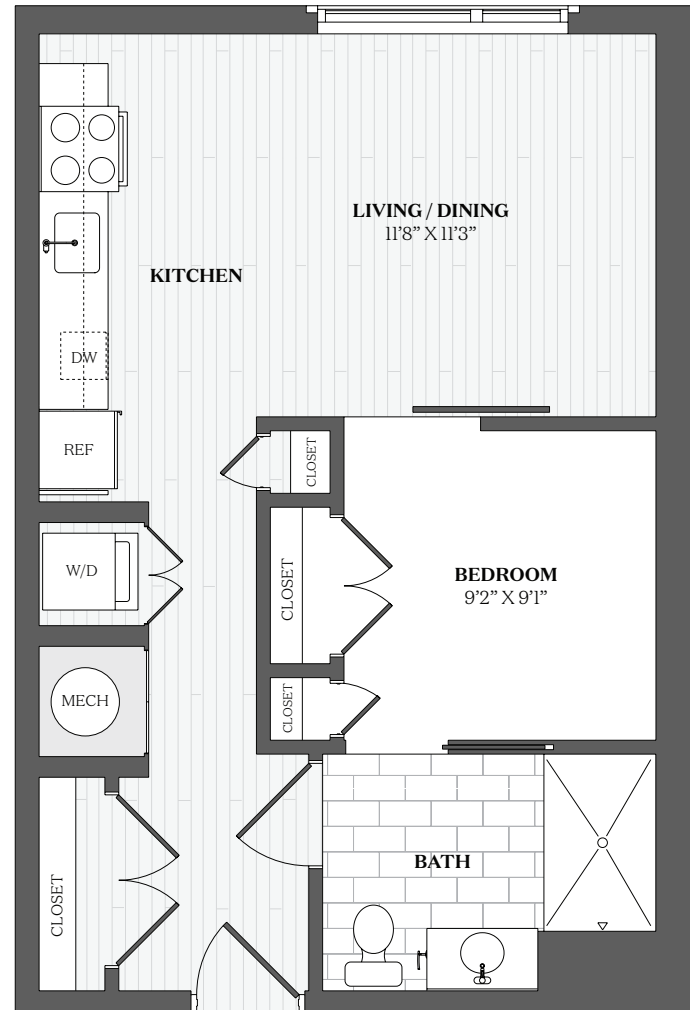 LIVING / DINING
11’8” X 11’3”
KITCHEN
DW
REF
CLOSET
W/D
CLOSET
BEDROOM
9’2” X 9’1”
MECH
CLOSET
BATH
CLOSET